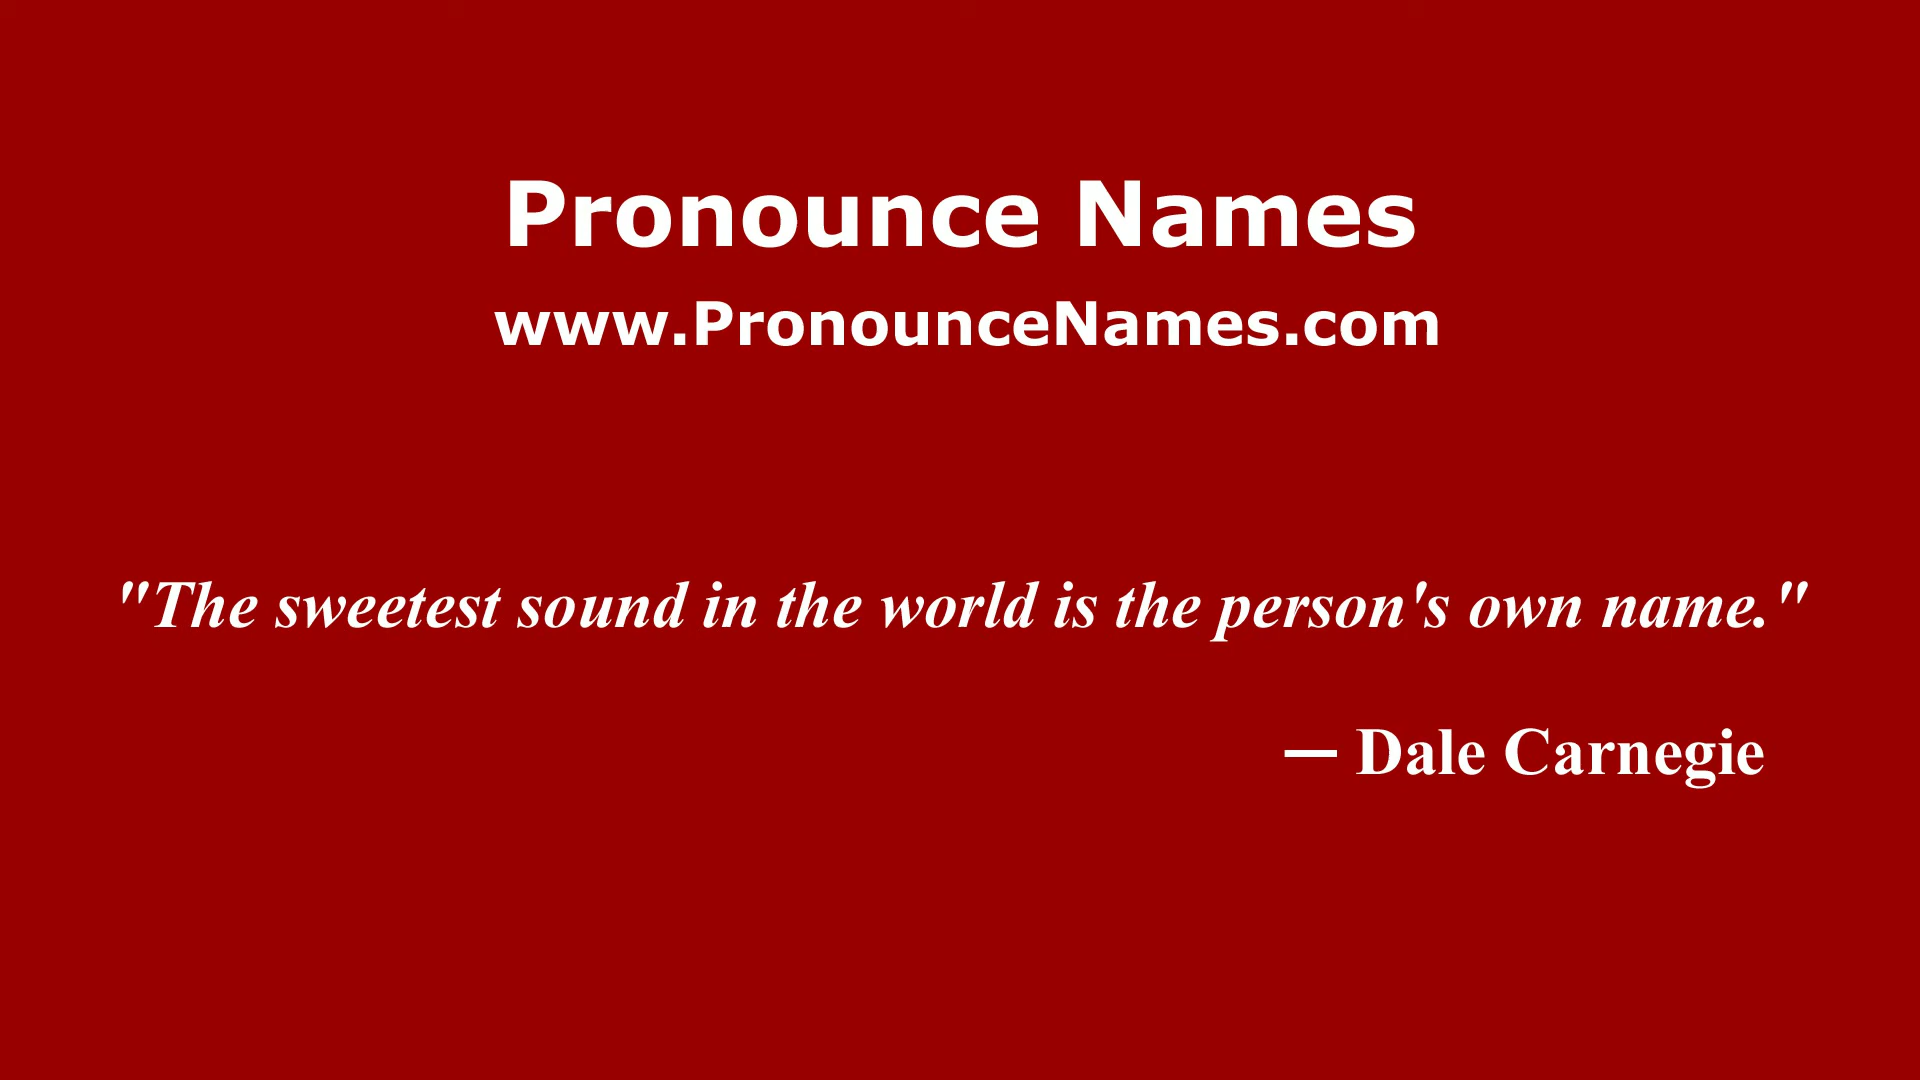 Pronounce Names
www.PronounceNames.com
"The sweetest sound in the world is the person's own name."
— Dale Carnegie